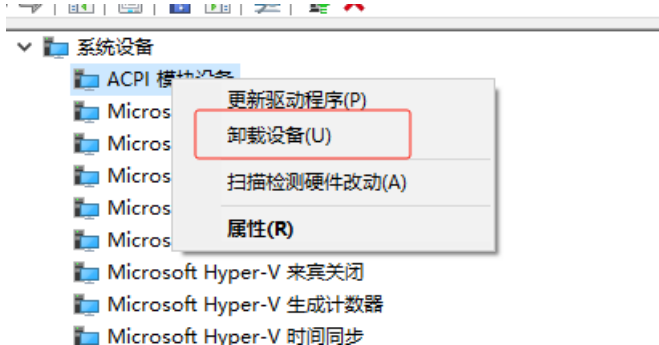 系统设备
ACPI 模块设备
更新驱动程序(P)
Micros
卸载设备(U)
Micros
Micros
扫描检测硬件改动(A)
Micros
属性(R)
Micros
Microsoft Hyper-V 来宾关闭
Microsoft Hyper-V 生成计数器
Microsoft Hyper-V 时间同步